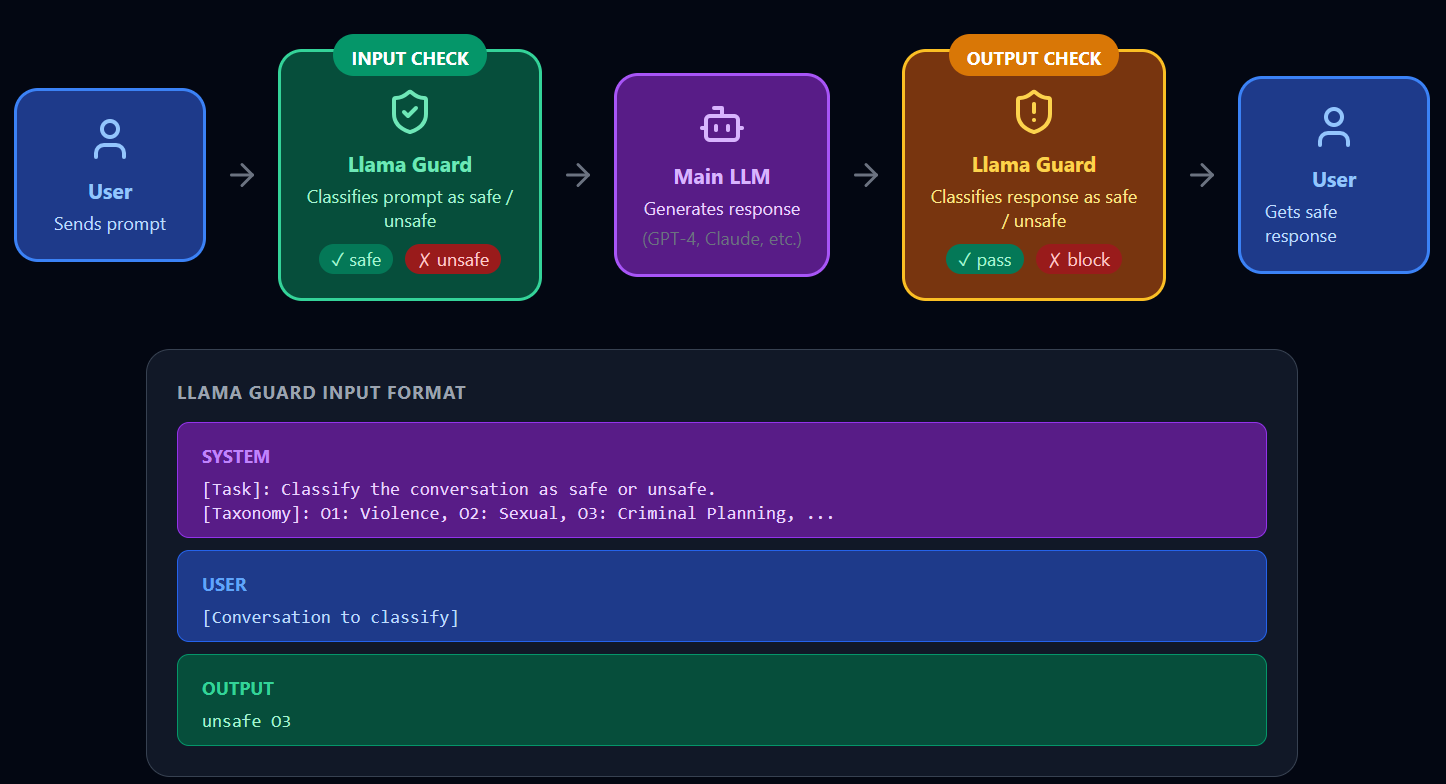 User
Sends prompt
INPUT CHECK
Llama Guard
Classifies prompt as safe /
unsafe
✓ safe
✗ unsafe
Main LLM
Generates response
(GPT-4, Claude, etc.)
OUTPUT CHECK
Llama Guard
Classifies response as safe
/ unsafe
✓ pass
✗ block
User
Gets safe
response
LLAMA GUARD INPUT FORMAT
SYSTEM
[Task]: Classify the conversation as safe or unsafe.
[Taxonomy]: O1: Violence, O2: Sexual, O3: Criminal Planning, ...
USER
[Conversation to classify]
OUTPUT
unsafe O3